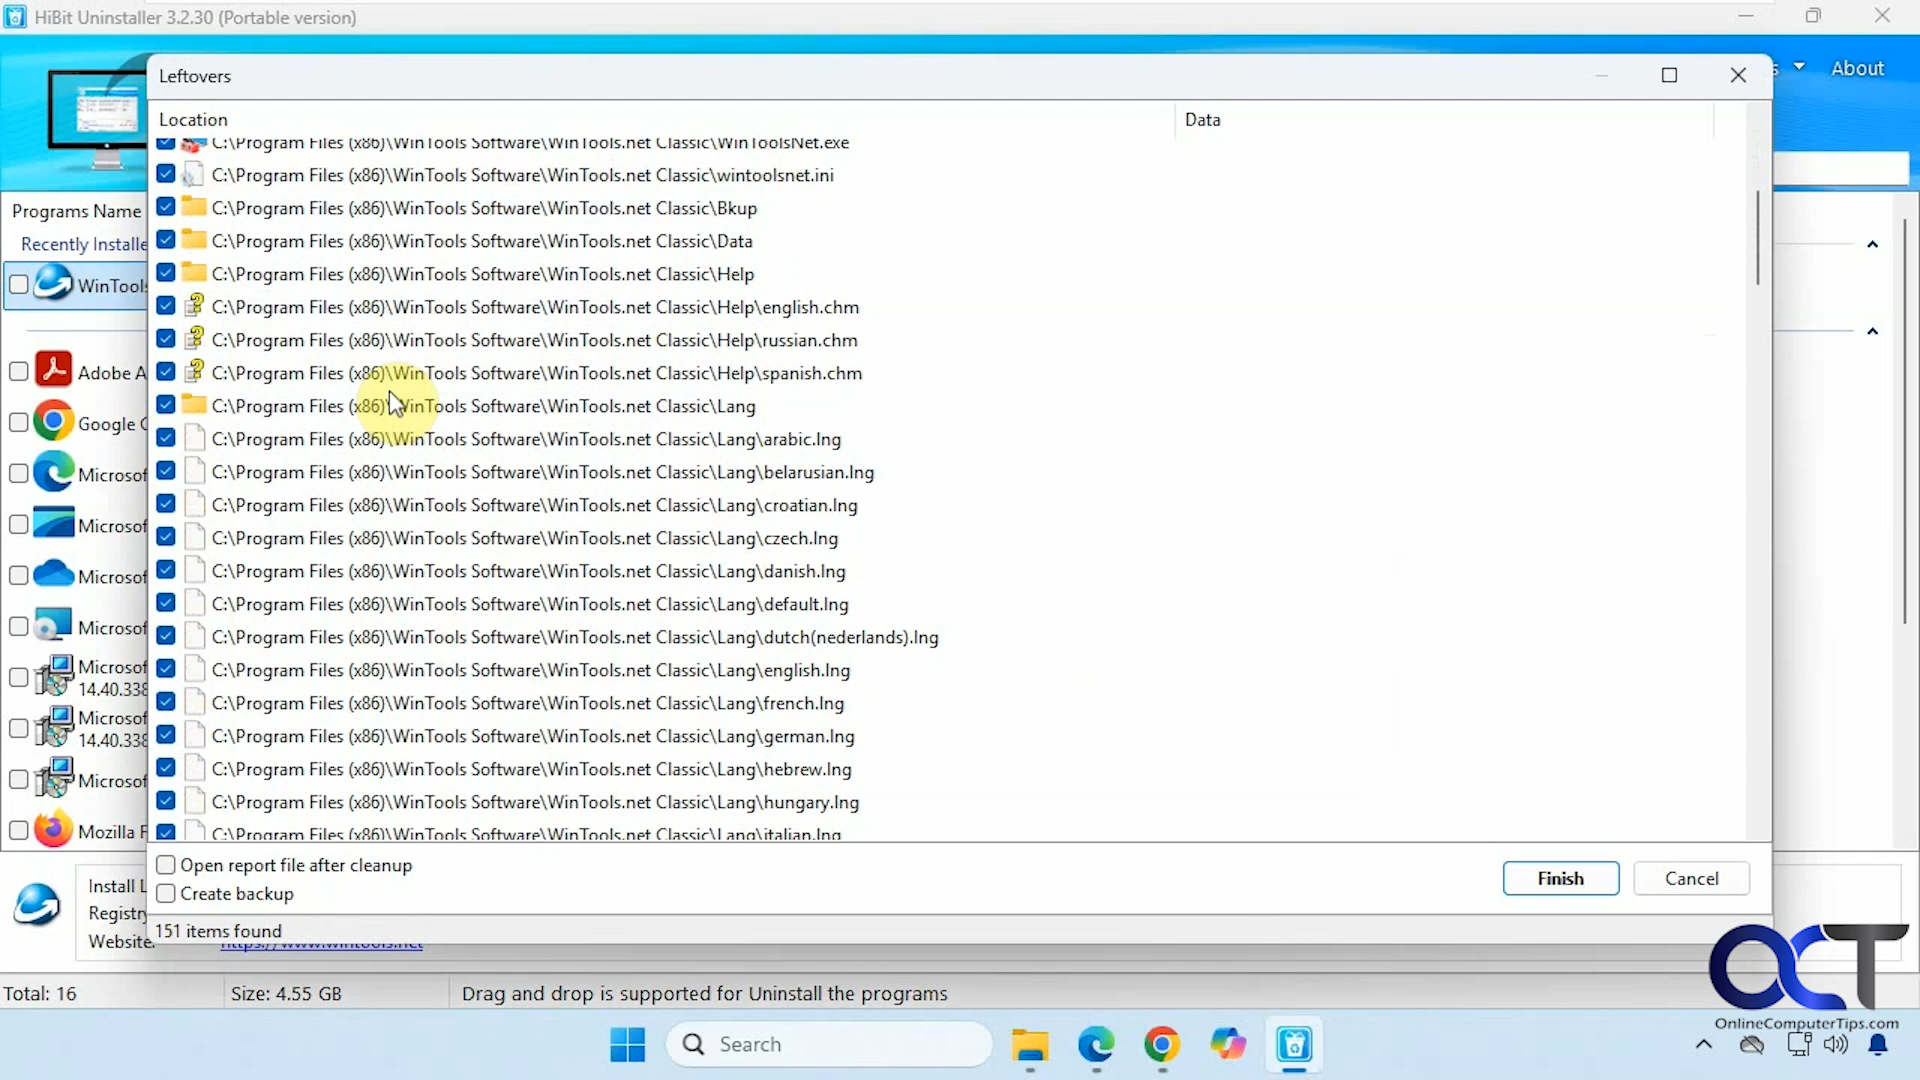 HiBit Uninstaller 3.2.30 (Portable version)
Leftovers
About
Location
Data
C:\Program Files (x86)\WinTools Software\WinTools.net Classic\WinToolsNet.exe
C:\Program Files (x86)\WinTools Software\WinTools.net Classic\wintoolsnet.ini
C:\Program Files (x86)\WinTools Software\WinTools.net Classic\Bkup
C:\Program Files (x86)\WinTools Software\WinTools.net Classic\Data
C:\Program Files (x86)\WinTools Software\WinTools.net Classic\Help
C:\Program Files (x86)\WinTools Software\WinTools.net Classic\Help\english.chm
C:\Program Files (x86)\WinTools Software\WinTools.net Classic\Help\russian.chm
C:\Program Files (x86)\WinTools Software\WinTools.net Classic\Help\spanish.chm
C:\Program Files (x86)\WinTools Software\WinTools.net Classic\Lang
C:\Program Files (x86)\WinTools Software\WinTools.net Classic\Lang\arabic.lng
C:\Program Files (x86)\WinTools Software\WinTools.net Classic\Lang\belarusian.lng
C:\Program Files (x86)\WinTools Software\WinTools.net Classic\Lang\croatian.lng
C:\Program Files (x86)\WinTools Software\WinTools.net Classic\Lang\czech.lng
C:\Program Files (x86)\WinTools Software\WinTools.net Classic\Lang\danish.lng
C:\Program Files (x86)\WinTools Software\WinTools.net Classic\Lang\default.lng
C:\Program Files (x86)\WinTools Software\WinTools.net Classic\Lang\dutch(nederlands).lng
C:\Program Files (x86)\WinTools Software\WinTools.net Classic\Lang\english.lng
C:\Program Files (x86)\WinTools Software\WinTools.net Classic\Lang\french.lng
C:\Program Files (x86)\WinTools Software\WinTools.net Classic\Lang\german.lng
C:\Program Files (x86)\WinTools Software\WinTools.net Classic\Lang\hebrew.lng
C:\Program Files (x86)\WinTools Software\WinTools.net Classic\Lang\hungary.lng
C:\Program Files (x86)\WinTools Software\WinTools.net Classic\Lang\italian.lng
Open report file after cleanup
Create backup
Finish
Cancel
151 items found
Programs Name
Recently Installe
WinTools
Adobe A
Google C
Microsof
Microsof
Microsof
Microsof
Microsof
14.40.338
Microsof
14.40.338
Microsof
Mozilla F
Install L
Registry
Website:
https://www.wintools.net
Total: 16
Size: 4.55 GB
Drag and drop is supported for Uninstall the programs
Search
OCT
OnlineComputerTips.com